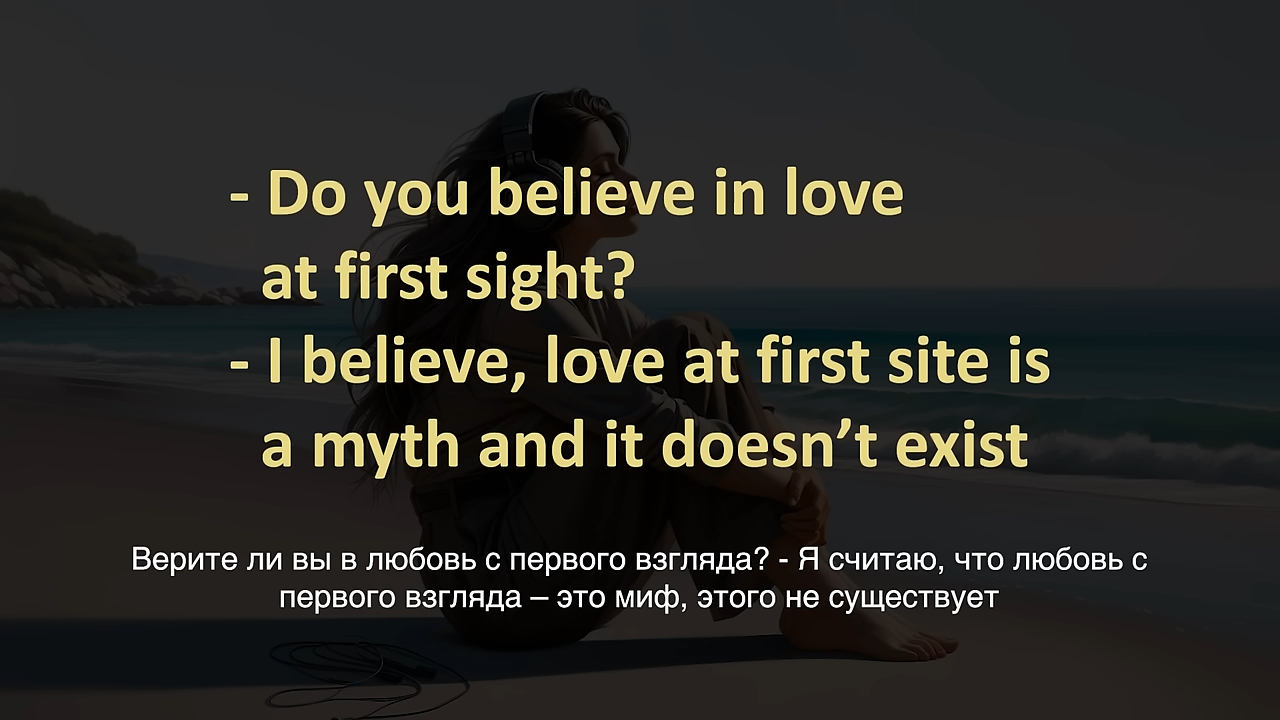 - Do you believe in love
at first sight?
- I believe, love at first site is
a myth and it doesn’t exist
Верите ли вы в любовь с первого взгляда? - Я считаю, что любовь с
первого взгляда – это миф, этого не существует